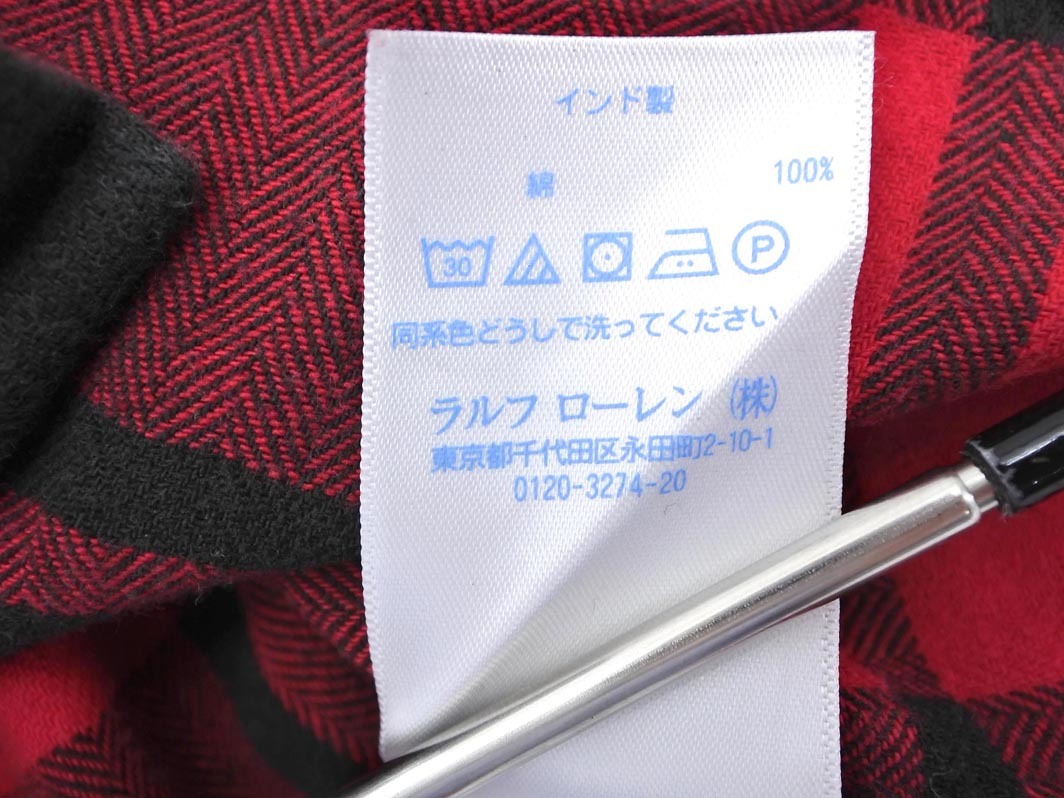 インド製
綿 100%
30 P
同系色どうしで洗ってください
ラルフ ローレン (株)
東京都千代田区永田町2-10-1
0120-3274-20